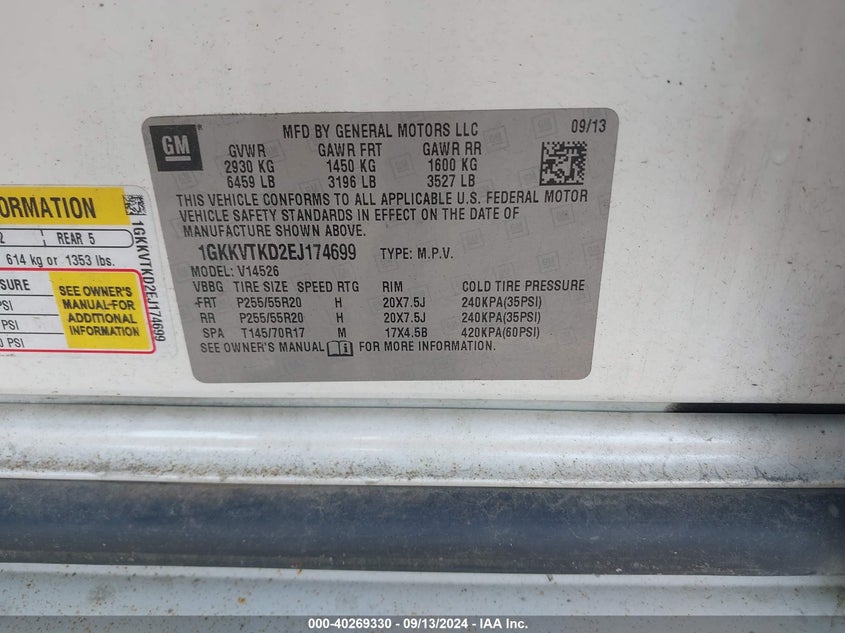 GM
MFD BY GENERAL MOTORS LLC 09/13
GVWR GAWR FRT GAWR RR
2930 KG 1450 KG 1600 KG
6459 LB 3196 LB 3527 LB
THIS VEHICLE CONFORMS TO ALL APPLICABLE U.S. FEDERAL MOTOR
VEHICLE SAFETY STANDARDS IN EFFECT ON THE DATE OF
MANUFACTURE SHOWN ABOVE.
1GKKVTKD2EJ174699 TYPE: M.P.V.
MODEL: V14526
VBBG TIRE SIZE SPEED RTG RIM COLD TIRE PRESSURE
FRT P255/55R20 H 20X7.5J 240KPA(35PSI)
RR P255/55R20 H 20X7.5J 240KPA(35PSI)
SPA T145/70R17 M 17X4.5B 420KPA(60PSI)
SEE OWNER'S MANUAL FOR MORE INFORMATION.
ORMATION
2 REAR 5
614 kg or 1353 lbs.
SURE
PSI
PSI
0 PSI
SEE OWNER'S
MANUAL FOR
ADDITIONAL
INFORMATION
1GKKVTKD2EJ174699
000-40269330 - 09/13/2024 - IAA Inc.